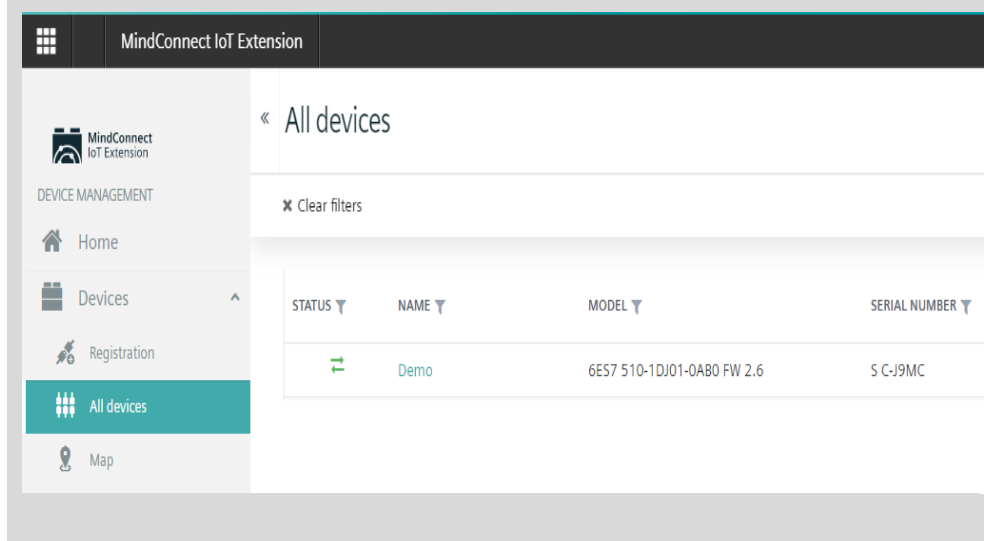 MindConnect IoT Extension
MindConnect
IoT Extension
« All devices
DEVICE MANAGEMENT
✖ Clear filters
Home
Devices
STATUS NAME MODEL SERIAL NUMBER
Registration
Demo 6ES7 510-1DJ01-0AB0 FW 2.6 S C-J9MC
All devices
Map